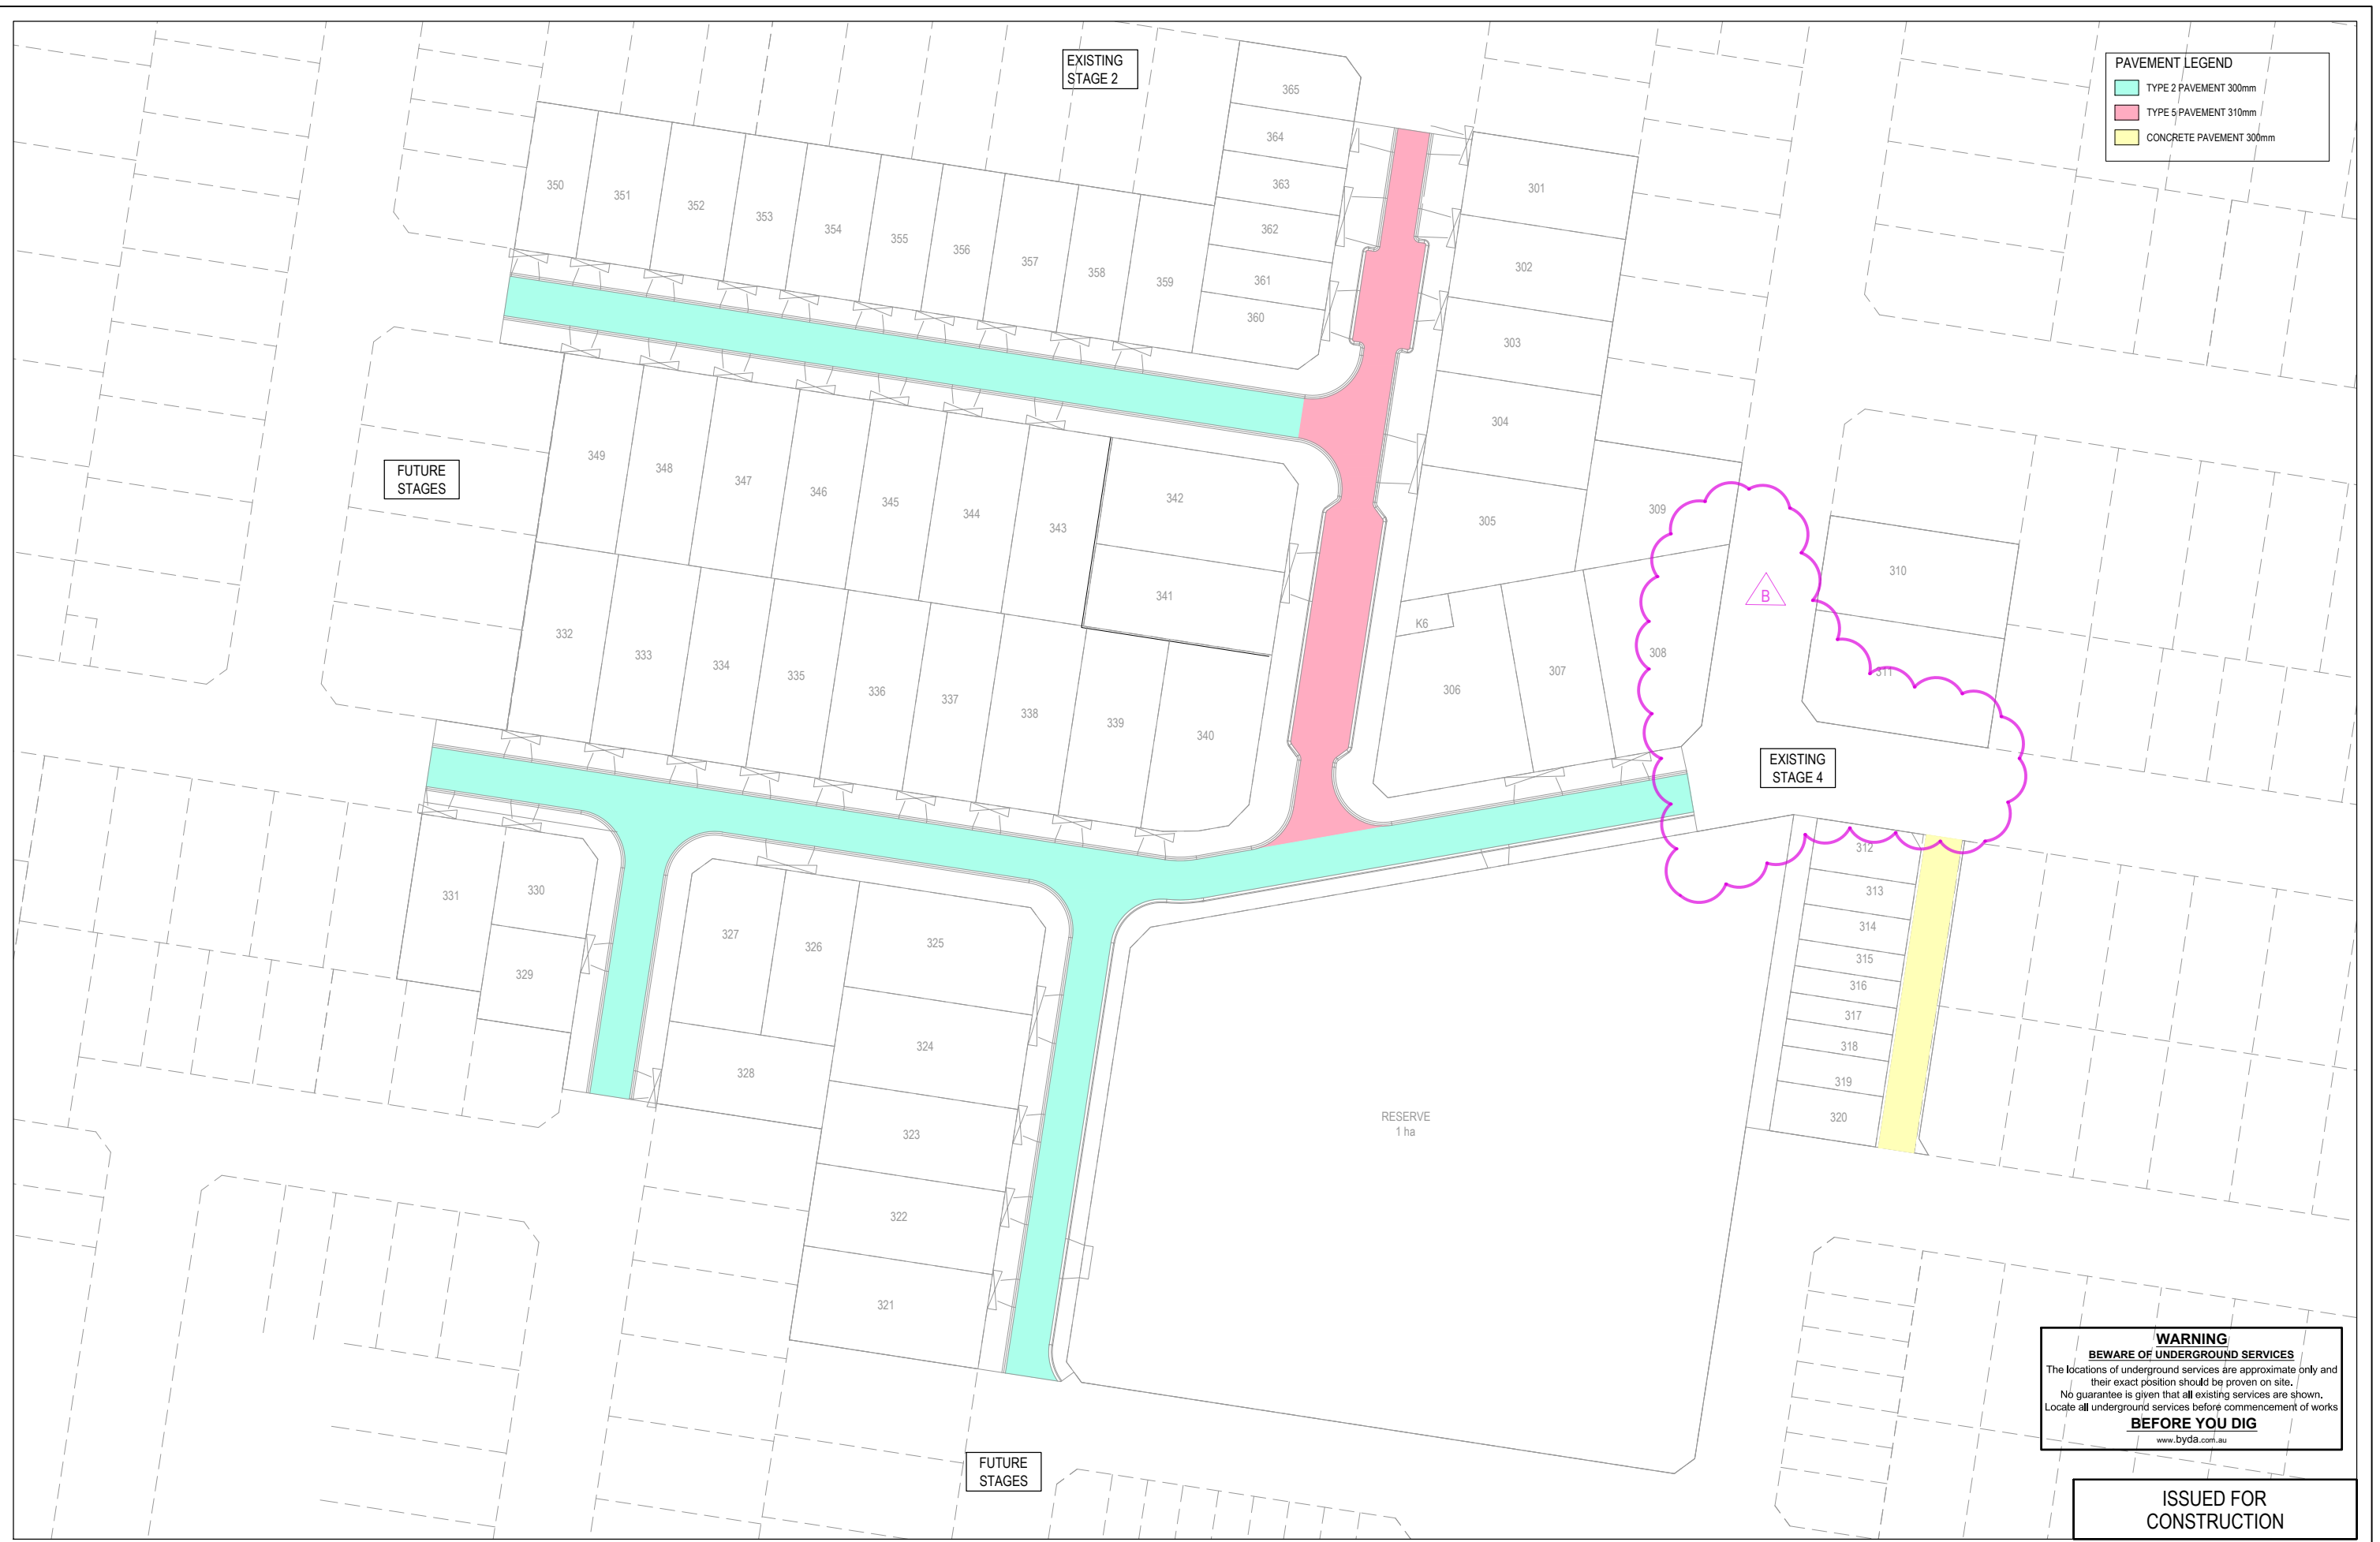 EXISTING
STAGE 2
PAVEMENT LEGEND
TYPE 2 PAVEMENT 300mm
TYPE 5 PAVEMENT 310mm
CONCRETE PAVEMENT 300mm
365
364
363
362
361
360
350
351
352
353
354
355
356
357
358
359
301
302
303
304
305
309
310
311
FUTURE
STAGES
349
348
347
346
345
344
343
342
341
332
333
334
335
336
337
338
339
340
K6
306
307
308
B
EXISTING
STAGE 4
331
330
329
327
326
325
328
324
323
322
321
312
313
314
315
316
317
318
319
320
RESERVE
1 ha
FUTURE
STAGES
WARNING
BEWARE OF UNDERGROUND SERVICES
The locations of underground services are approximate only and
their exact position should be proven on site.
No guarantee is given that all existing services are shown.
Locate all underground services before commencement of works
BEFORE YOU DIG
www.byda.com.au
ISSUED FOR
CONSTRUCTION